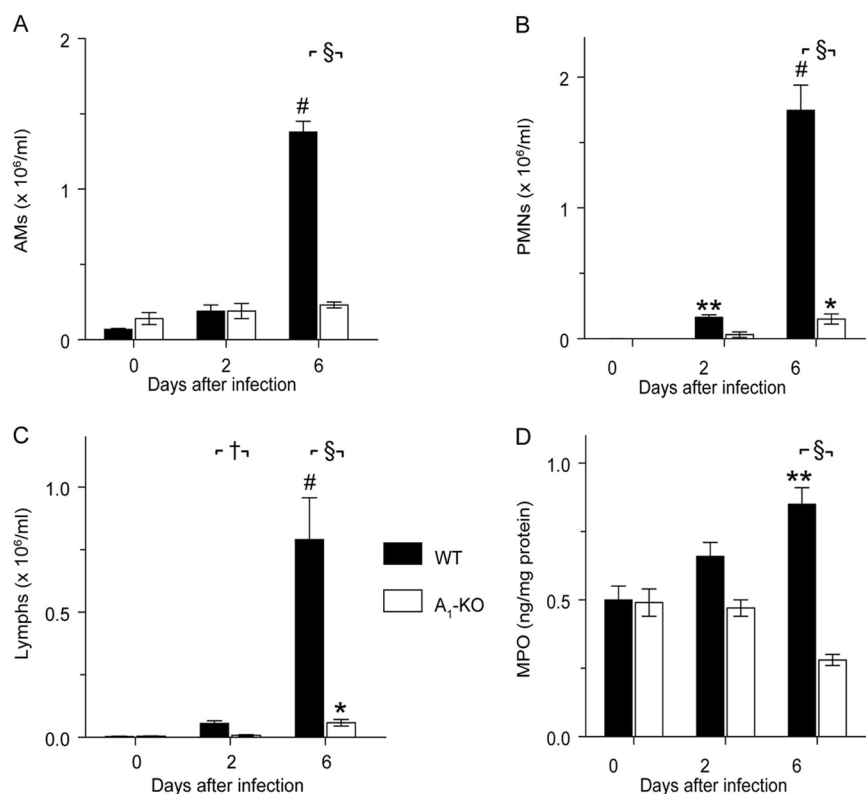 A
AMs (x 10⁶/ml)
2
1
0
§
#
0 2 6
Days after infection
B
PMNs (x 10⁶/ml)
2
1
0
§
#
**
*
0 2 6
Days after infection
C
Lymphs (x 10⁶/ml)
1.0
0.5
0.0
†
§
#
*
0 2 6
Days after infection
WT
A₁-KO
D
MPO (ng/mg protein)
1.0
0.5
0.0
§
**
0 2 6
Days after infection